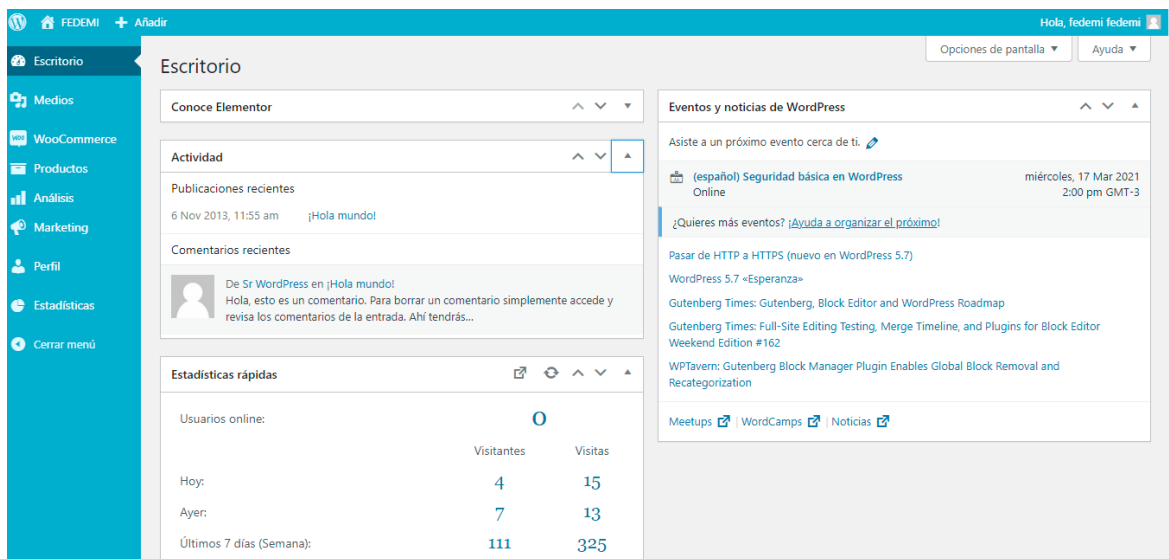 FEDEMI + Añadir
Hola, fedemi fedemi
Escritorio
Medios
WooCommerce
Productos
Análisis
Marketing
Perfil
Estadísticas
Cerrar menú
Opciones de pantalla ▼
Ayuda ▼
Escritorio
Conoce Elementor
Actividad
Publicaciones recientes
6 Nov 2013, 11:55 am ¡Hola mundo!
Comentarios recientes
De Sr WordPress en ¡Hola mundo!
Hola, esto es un comentario. Para borrar un comentario simplemente accede y
revisa los comentarios de la entrada. Ahí tendrás...
Estadísticas rápidas
Usuarios online: 0
Visitantes Visitas
Hoy: 4 15
Ayer: 7 13
Últimos 7 días (Semana): 111 325
Eventos y noticias de WordPress
Asiste a un próximo evento cerca de ti.
(español) Seguridad básica en WordPress miércoles, 17 Mar 2021
Online 2:00 pm GMT-3
¿Quieres más eventos? ¡Ayuda a organizar el próximo!
Pasar de HTTP a HTTPS (nuevo en WordPress 5.7)
WordPress 5.7 «Esperanza»
Gutenberg Times: Gutenberg, Block Editor and WordPress Roadmap
Gutenberg Times: Full-Site Editing Testing, Merge Timeline, and Plugins for Block Editor
Weekend Edition #162
WPTavern: Gutenberg Block Manager Plugin Enables Global Block Removal and
Recategorization
Meetups | WordCamps | Noticias